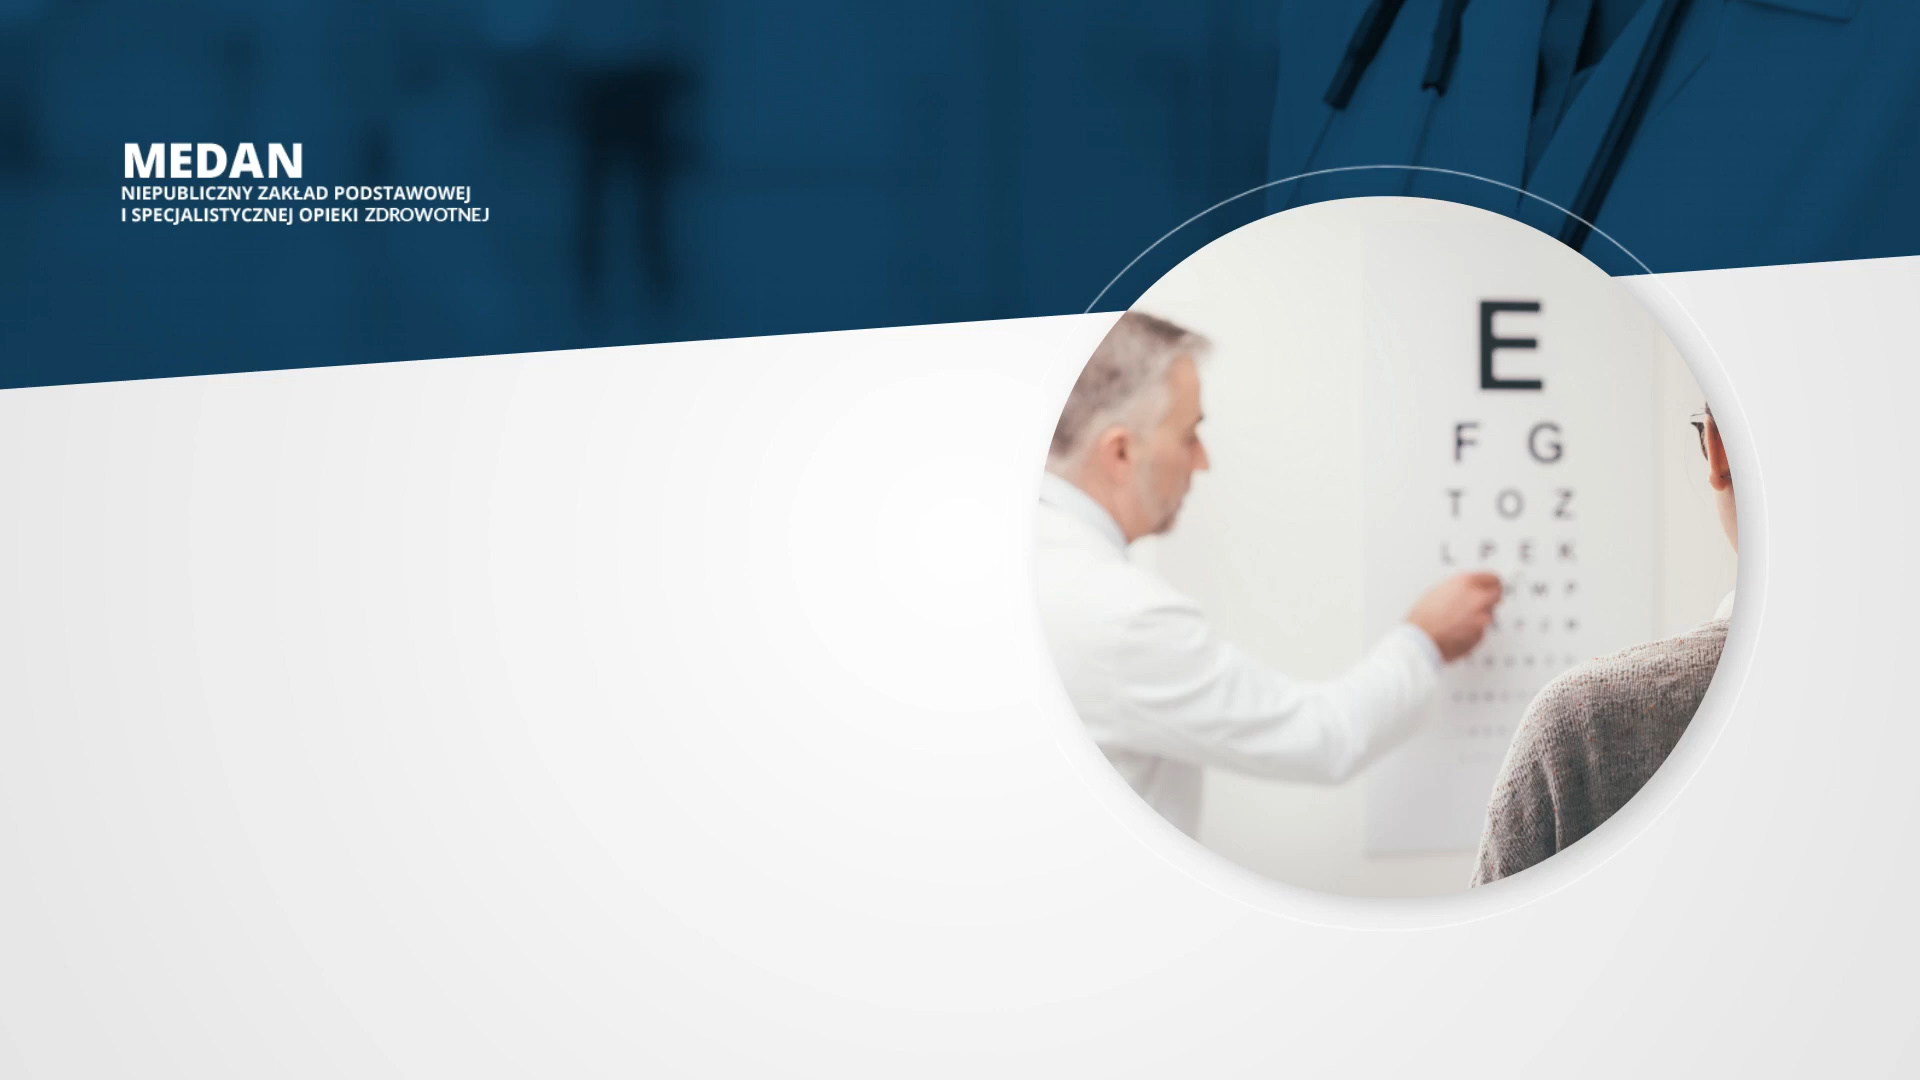 MEDAN
NIEPUBLICZNY ZAKŁAD PODSTAWOWEJ
I SPECJALISTYCZNEJ OPIEKI ZDROWOTNEJ
E
F G
T O Z
L P E K
M P